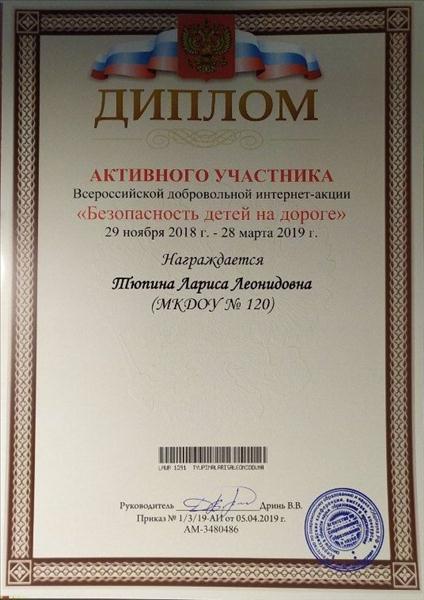 ДИПЛОМ
АКТИВНОГО УЧАСТНИКА
Всероссийской добровольной интернет-акции
«Безопасность детей на дороге»
29 ноября 2018 г. - 28 марта 2019 г.
Награждается
Тюпина Лариса Леонидовна
(МКДОУ № 120)
Руководитель Дринь В.В.
Приказ № 1/3/19-АИ от 05.04.2019 г.
АМ-3480486